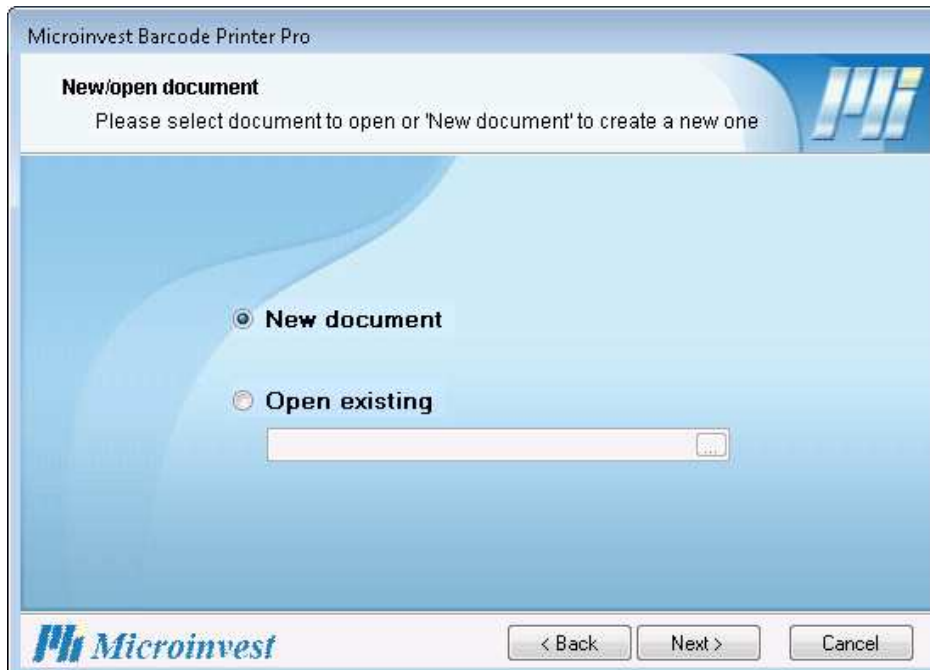 Microinvest Barcode Printer Pro
New/open document
Please select document to open or 'New document' to create a new one
New document
Open existing
...
Microinvest
< Back
Next >
Cancel